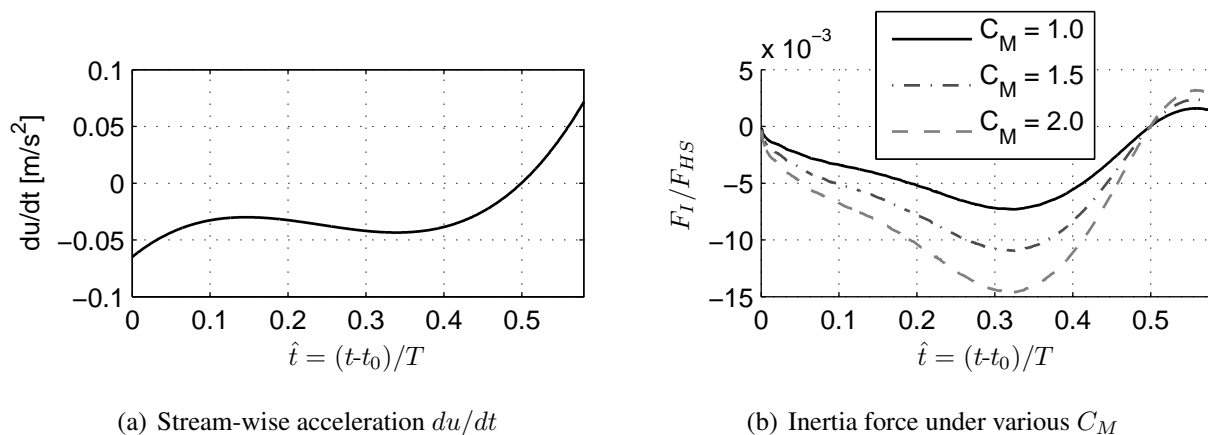 du/dt [m/s²]
0.1
0.05
0
−0.05
−0.1
0 0.1 0.2 0.3 0.4 0.5
t̂ = (t-t₀)/T
(a) Stream-wise acceleration du/dt
C_M = 1.0
C_M = 1.5
C_M = 2.0
x 10⁻³
F_I/F_HS
5
0
−5
−10
−15
0 0.1 0.2 0.3 0.4 0.5
t̂ = (t-t₀)/T
(b) Inertia force under various C_M